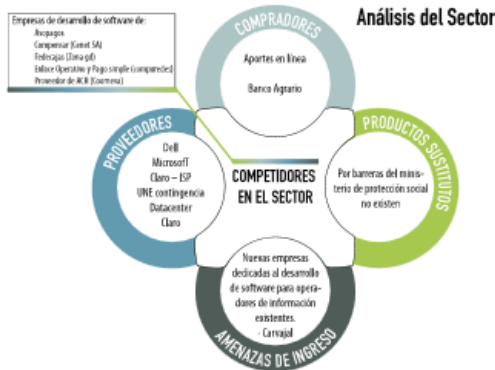 Análisis del Sector
Empresas de desarrollo de software de:
Asopagos
Compensar (Genet SA)
Fedecajas (Zona gd)
Enlace Operativo y Pago simple (compuredes)
Proveedor de ACH (Coomeva)
COMPRADORES
Aportes en línea
Banco Agrario
PROVEEDORES
Dell
MicrosofT
Claro – ISP
UNE contingencia
Datacenter
Claro
COMPETIDORES
EN EL SECTOR
PRODUCTOS SUSTITUTOS
Por barreras del minis-
terio de protección social
no existen
Nuevas empresas
dedicadas al desarrollo
de software para opera-
dores de información
existentes.
- Carvajal
AMENAZAS DE INGRESO